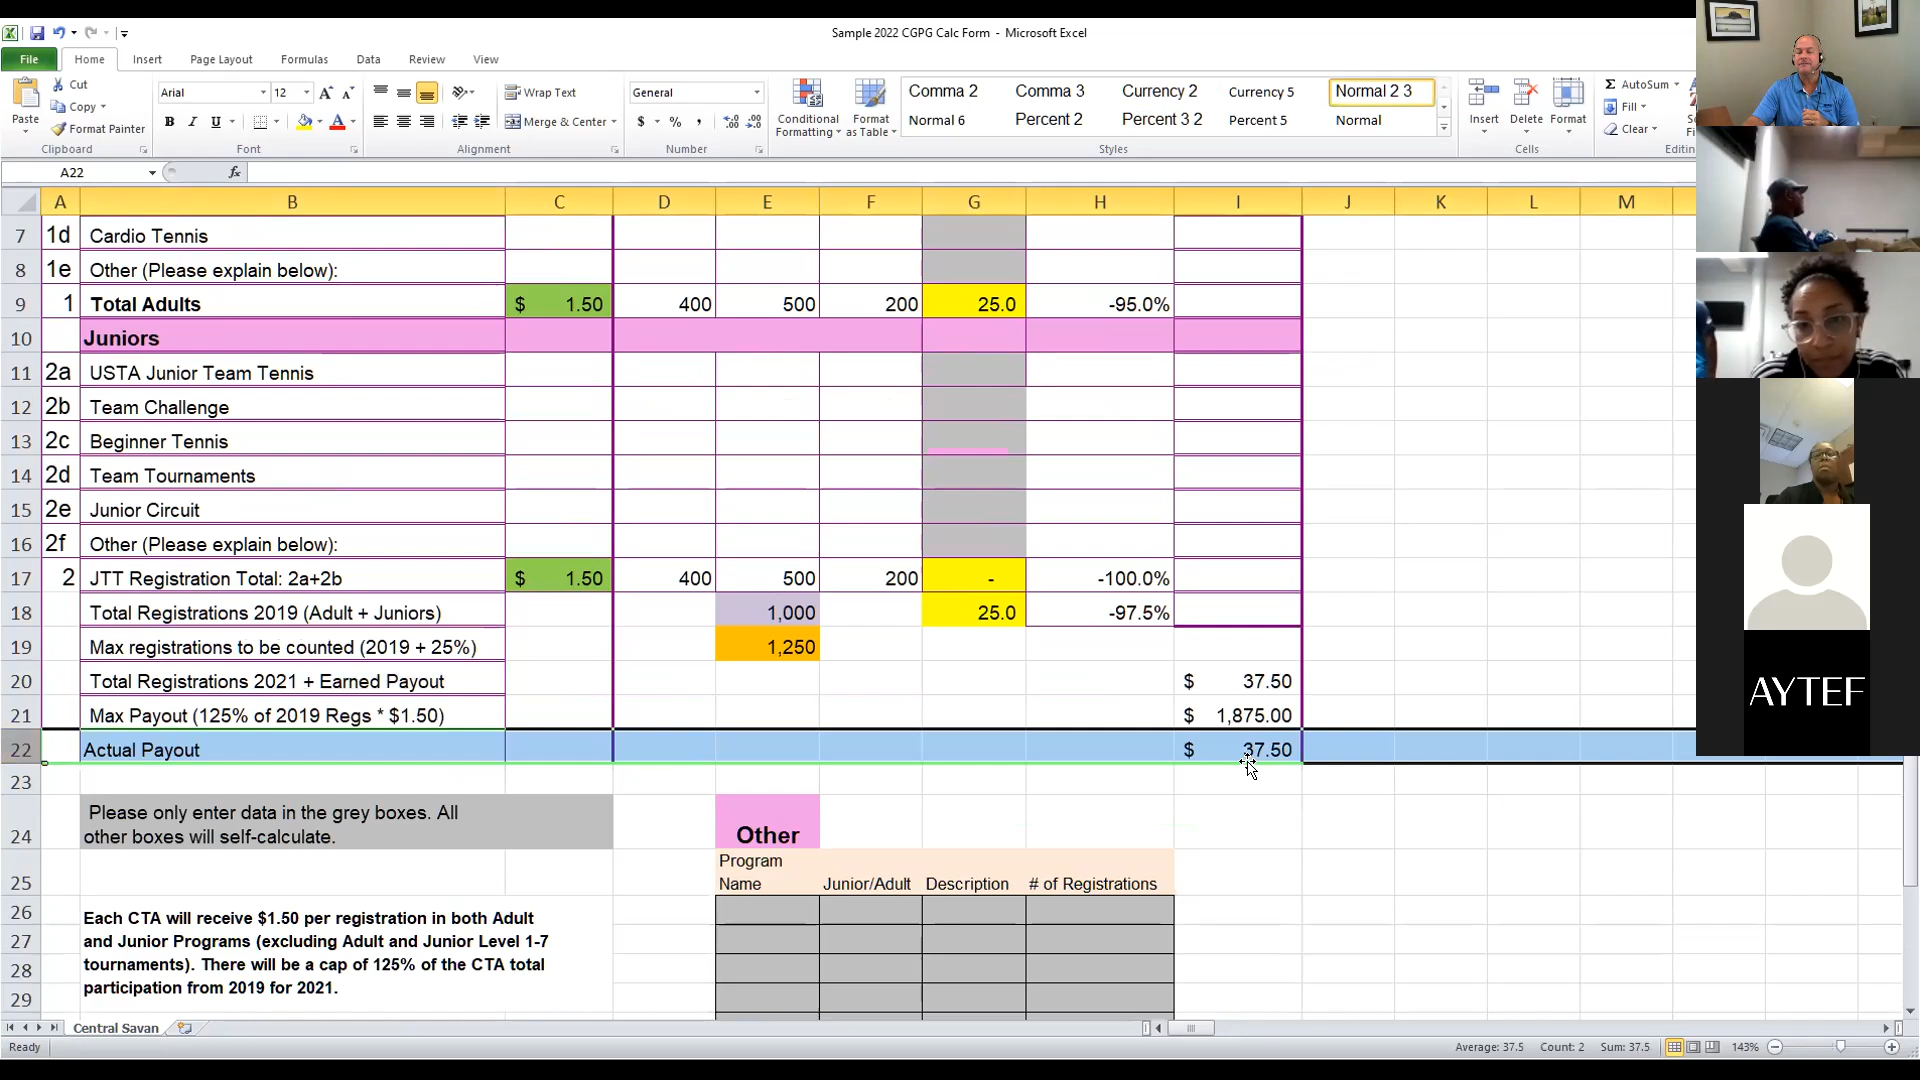 Sample 2022 CGPG Calc Form - Microsoft Excel
File Home Insert Page Layout Formulas Data Review View
Paste Cut Copy Format Painter Clipboard
Arial 12 A A B I U A Font
Wrap Text Merge & Center Alignment
General $ % , Number
Conditional Formatting Format as Table
Comma 2 Comma 3 Currency 2 Currency 5 Normal 2 3
Normal 6 Percent 2 Percent 3 2 Percent 5 Normal
Styles
Insert Delete Format Cells
Σ AutoSum Fill Clear
A22 fx
A B C D E F G H I J K L M
7 1d Cardio Tennis
8 1e Other (Please explain below):
9 1 Total Adults $ 1.50 400 500 200 25.0 -95.0%
10 Juniors
11 2a USTA Junior Team Tennis
12 2b Team Challenge
13 2c Beginner Tennis
14 2d Team Tournaments
15 2e Junior Circuit
16 2f Other (Please explain below):
17 2 JTT Registration Total: 2a+2b $ 1.50 400 500 200 - -100.0%
18 Total Registrations 2019 (Adult + Juniors) 1,000 25.0 -97.5%
19 Max registrations to be counted (2019 + 25%) 1,250
20 Total Registrations 2021 + Earned Payout $ 37.50
21 Max Payout (125% of 2019 Regs * $1.50) $ 1,875.00
22 Actual Payout $ 37.50
23
24 Please only enter data in the grey boxes. All
other boxes will self-calculate.
Other
25 Program
Name Junior/Adult Description # of Registrations
26 Each CTA will receive $1.50 per registration in both Adult
27 and Junior Programs (excluding Adult and Junior Level 1-7
28 tournaments). There will be a cap of 125% of the CTA total
29 participation from 2019 for 2021.
Central Savan
Ready Average: 37.5 Count: 2 Sum: 37.5 143%
AYTEF